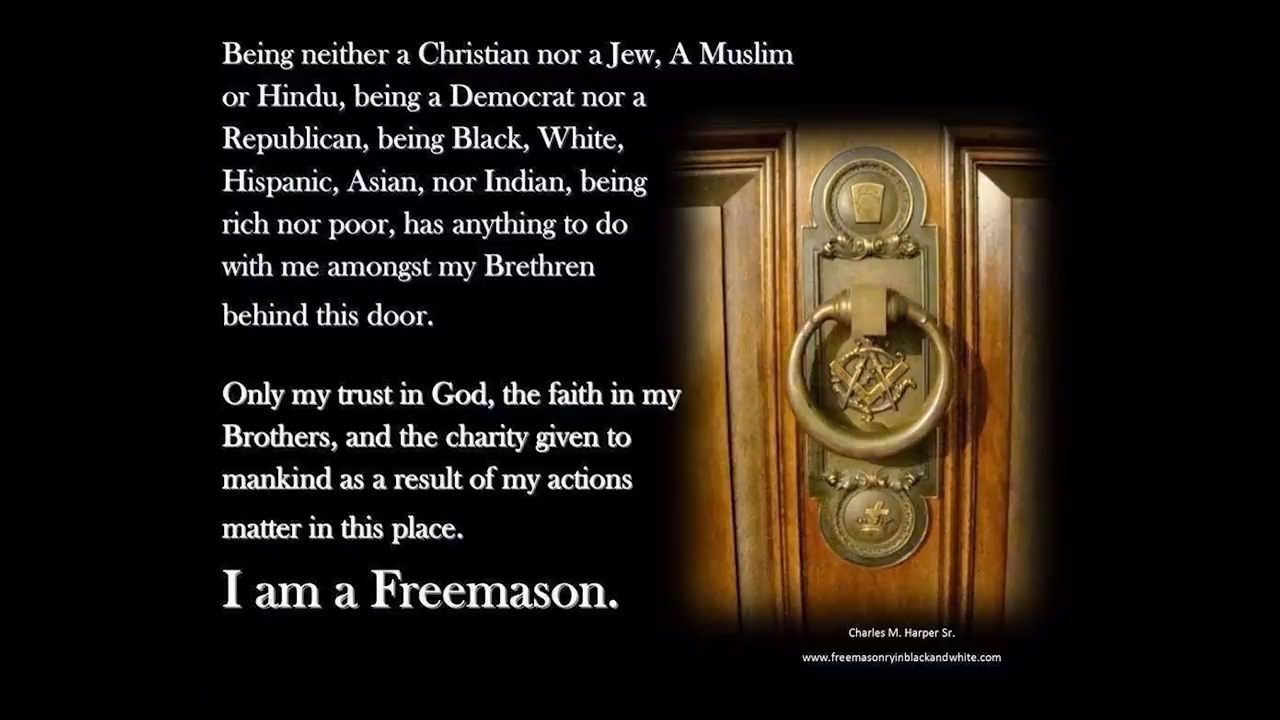 Being neither a Christian nor a Jew, A Muslim
or Hindu, being a Democrat nor a
Republican, being Black, White,
Hispanic, Asian, nor Indian, being
rich nor poor, has anything to do
with me amongst my Brethren
behind this door.
Only my trust in God, the faith in my
Brothers, and the charity given to
mankind as a result of my actions
matter in this place.
I am a Freemason.
Charles M. Harper Sr.
www.freemasonryinblackandwhite.com